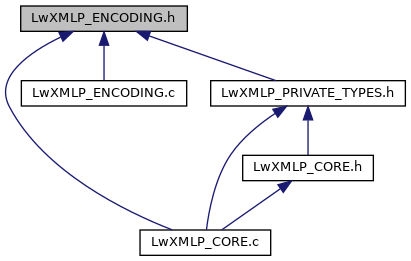 LwXMLP_ENCODING.h
LwXMLP_ENCODING.c
LwXMLP_PRIVATE_TYPES.h
LwXMLP_CORE.h
LwXMLP_CORE.c